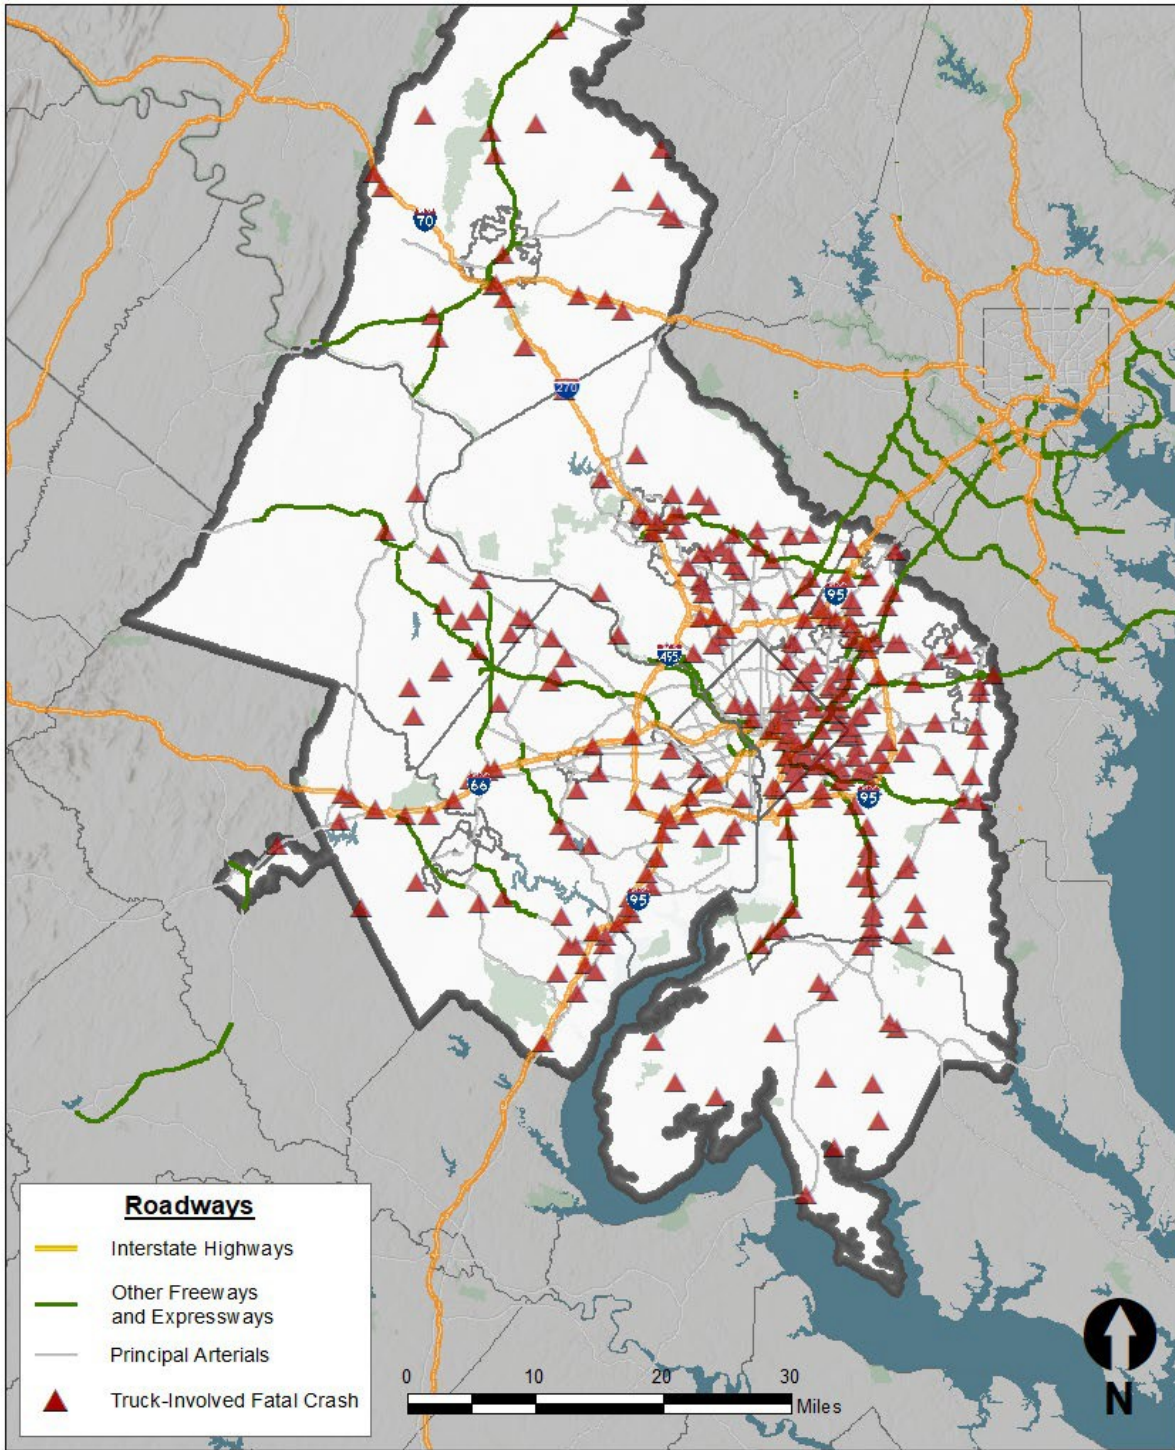 70
270
95
495
66
95
95
Roadways
Interstate Highways
Other Freeways
and Expressways
Principal Arterials
Truck-Involved Fatal Crash
0 10 20 30
Miles
N